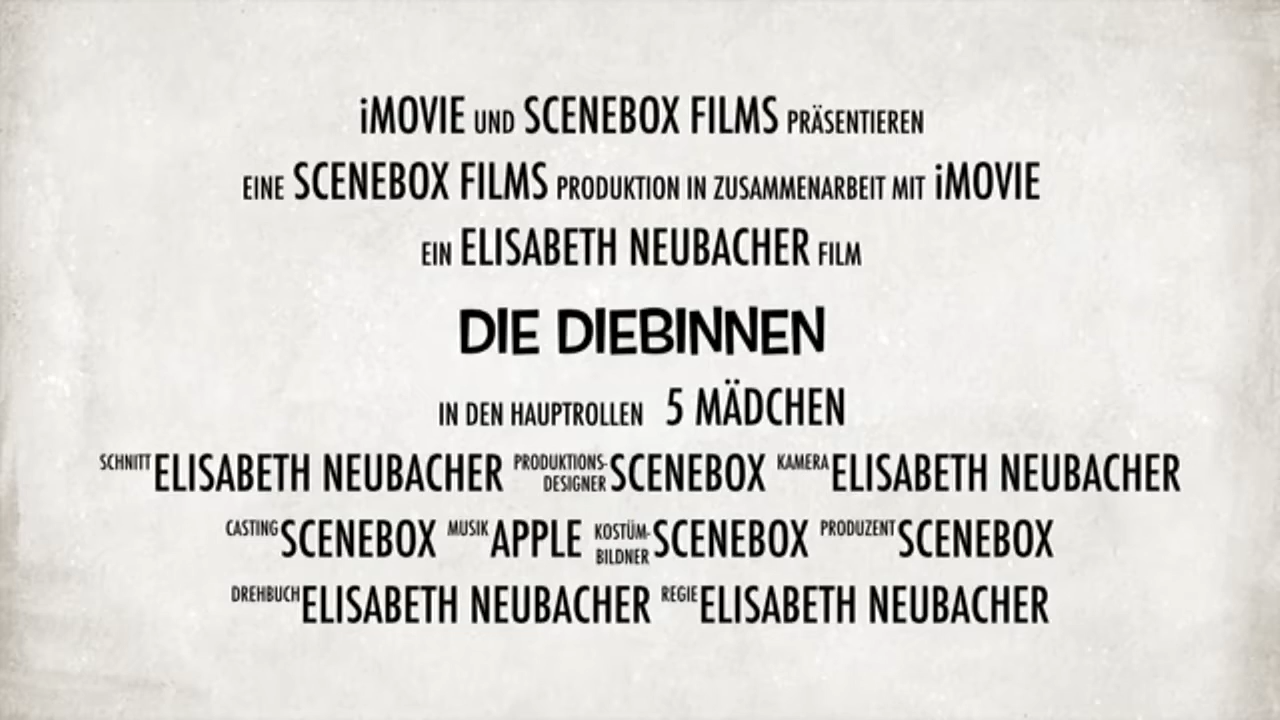 iMOVIE UND SCENEBOX FILMS PRÄSENTIEREN
EINE SCENEBOX FILMS PRODUKTION IN ZUSAMMENARBEIT MIT iMOVIE
EIN ELISABETH NEUBACHER FILM
DIE DIEBINNEN
IN DEN HAUPTROLLEN 5 MÄDCHEN
SCHNITT ELISABETH NEUBACHER PRODUKTIONS-DESIGNER SCENEBOX KAMERA ELISABETH NEUBACHER
CASTING SCENEBOX MUSIK APPLE KOSTÜM-BILDNER SCENEBOX PRODUZENT SCENEBOX
DREHBUCH ELISABETH NEUBACHER REGIE ELISABETH NEUBACHER